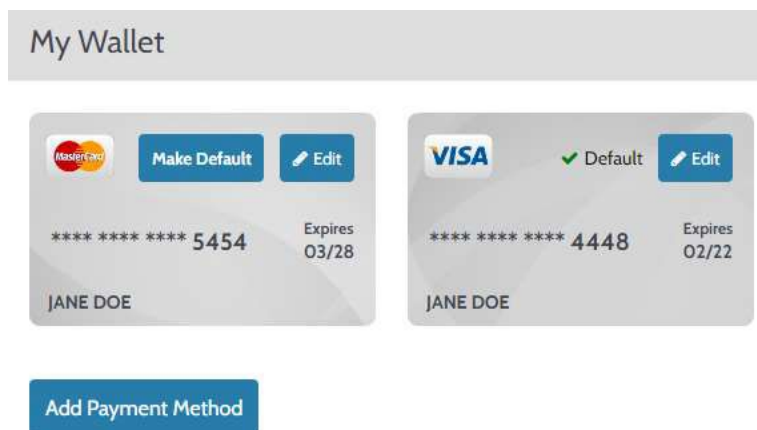 My Wallet
MasterCard Make Default Edit
**** **** **** 5454
Expires
03/28
JANE DOE
VISA Default Edit
**** **** **** 4448
Expires
02/22
JANE DOE
Add Payment Method